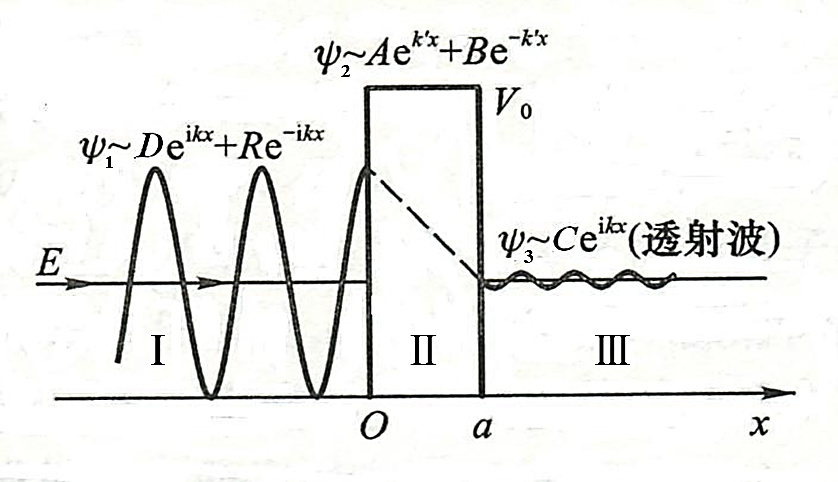 ψ₂~Ae^{k′x}+Be^{−k′x}
V₀
ψ₁~De^{ikx}+Re^{−ikx}
ψ₃~Ce^{ikx}(透射波)
E
I
II
III
O
a
x